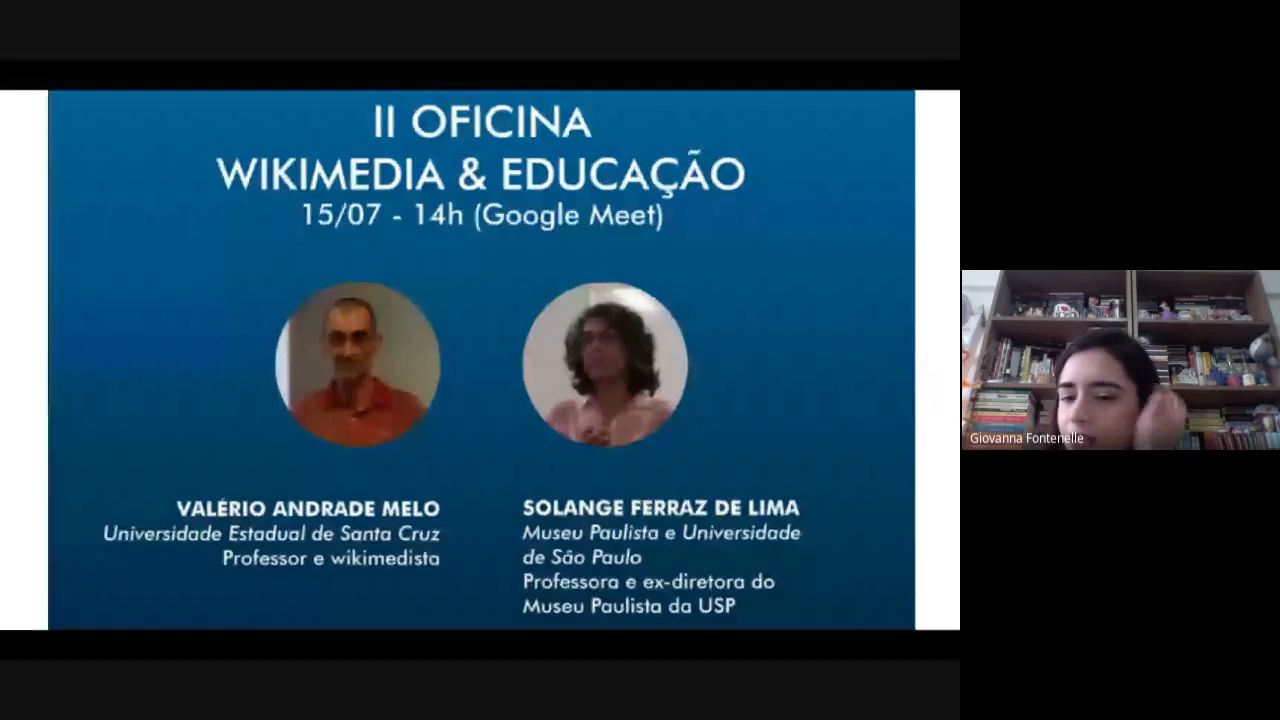 II OFICINA
WIKIMEDIA & EDUCAÇÃO
15/07 - 14h (Google Meet)
VALÉRIO ANDRADE MELO
Universidade Estadual de Santa Cruz
Professor e wikimedista
SOLANGE FERRAZ DE LIMA
Museu Paulista e Universidade
de São Paulo
Professora e ex-diretora do
Museu Paulista da USP
Giovanna Fontenelle